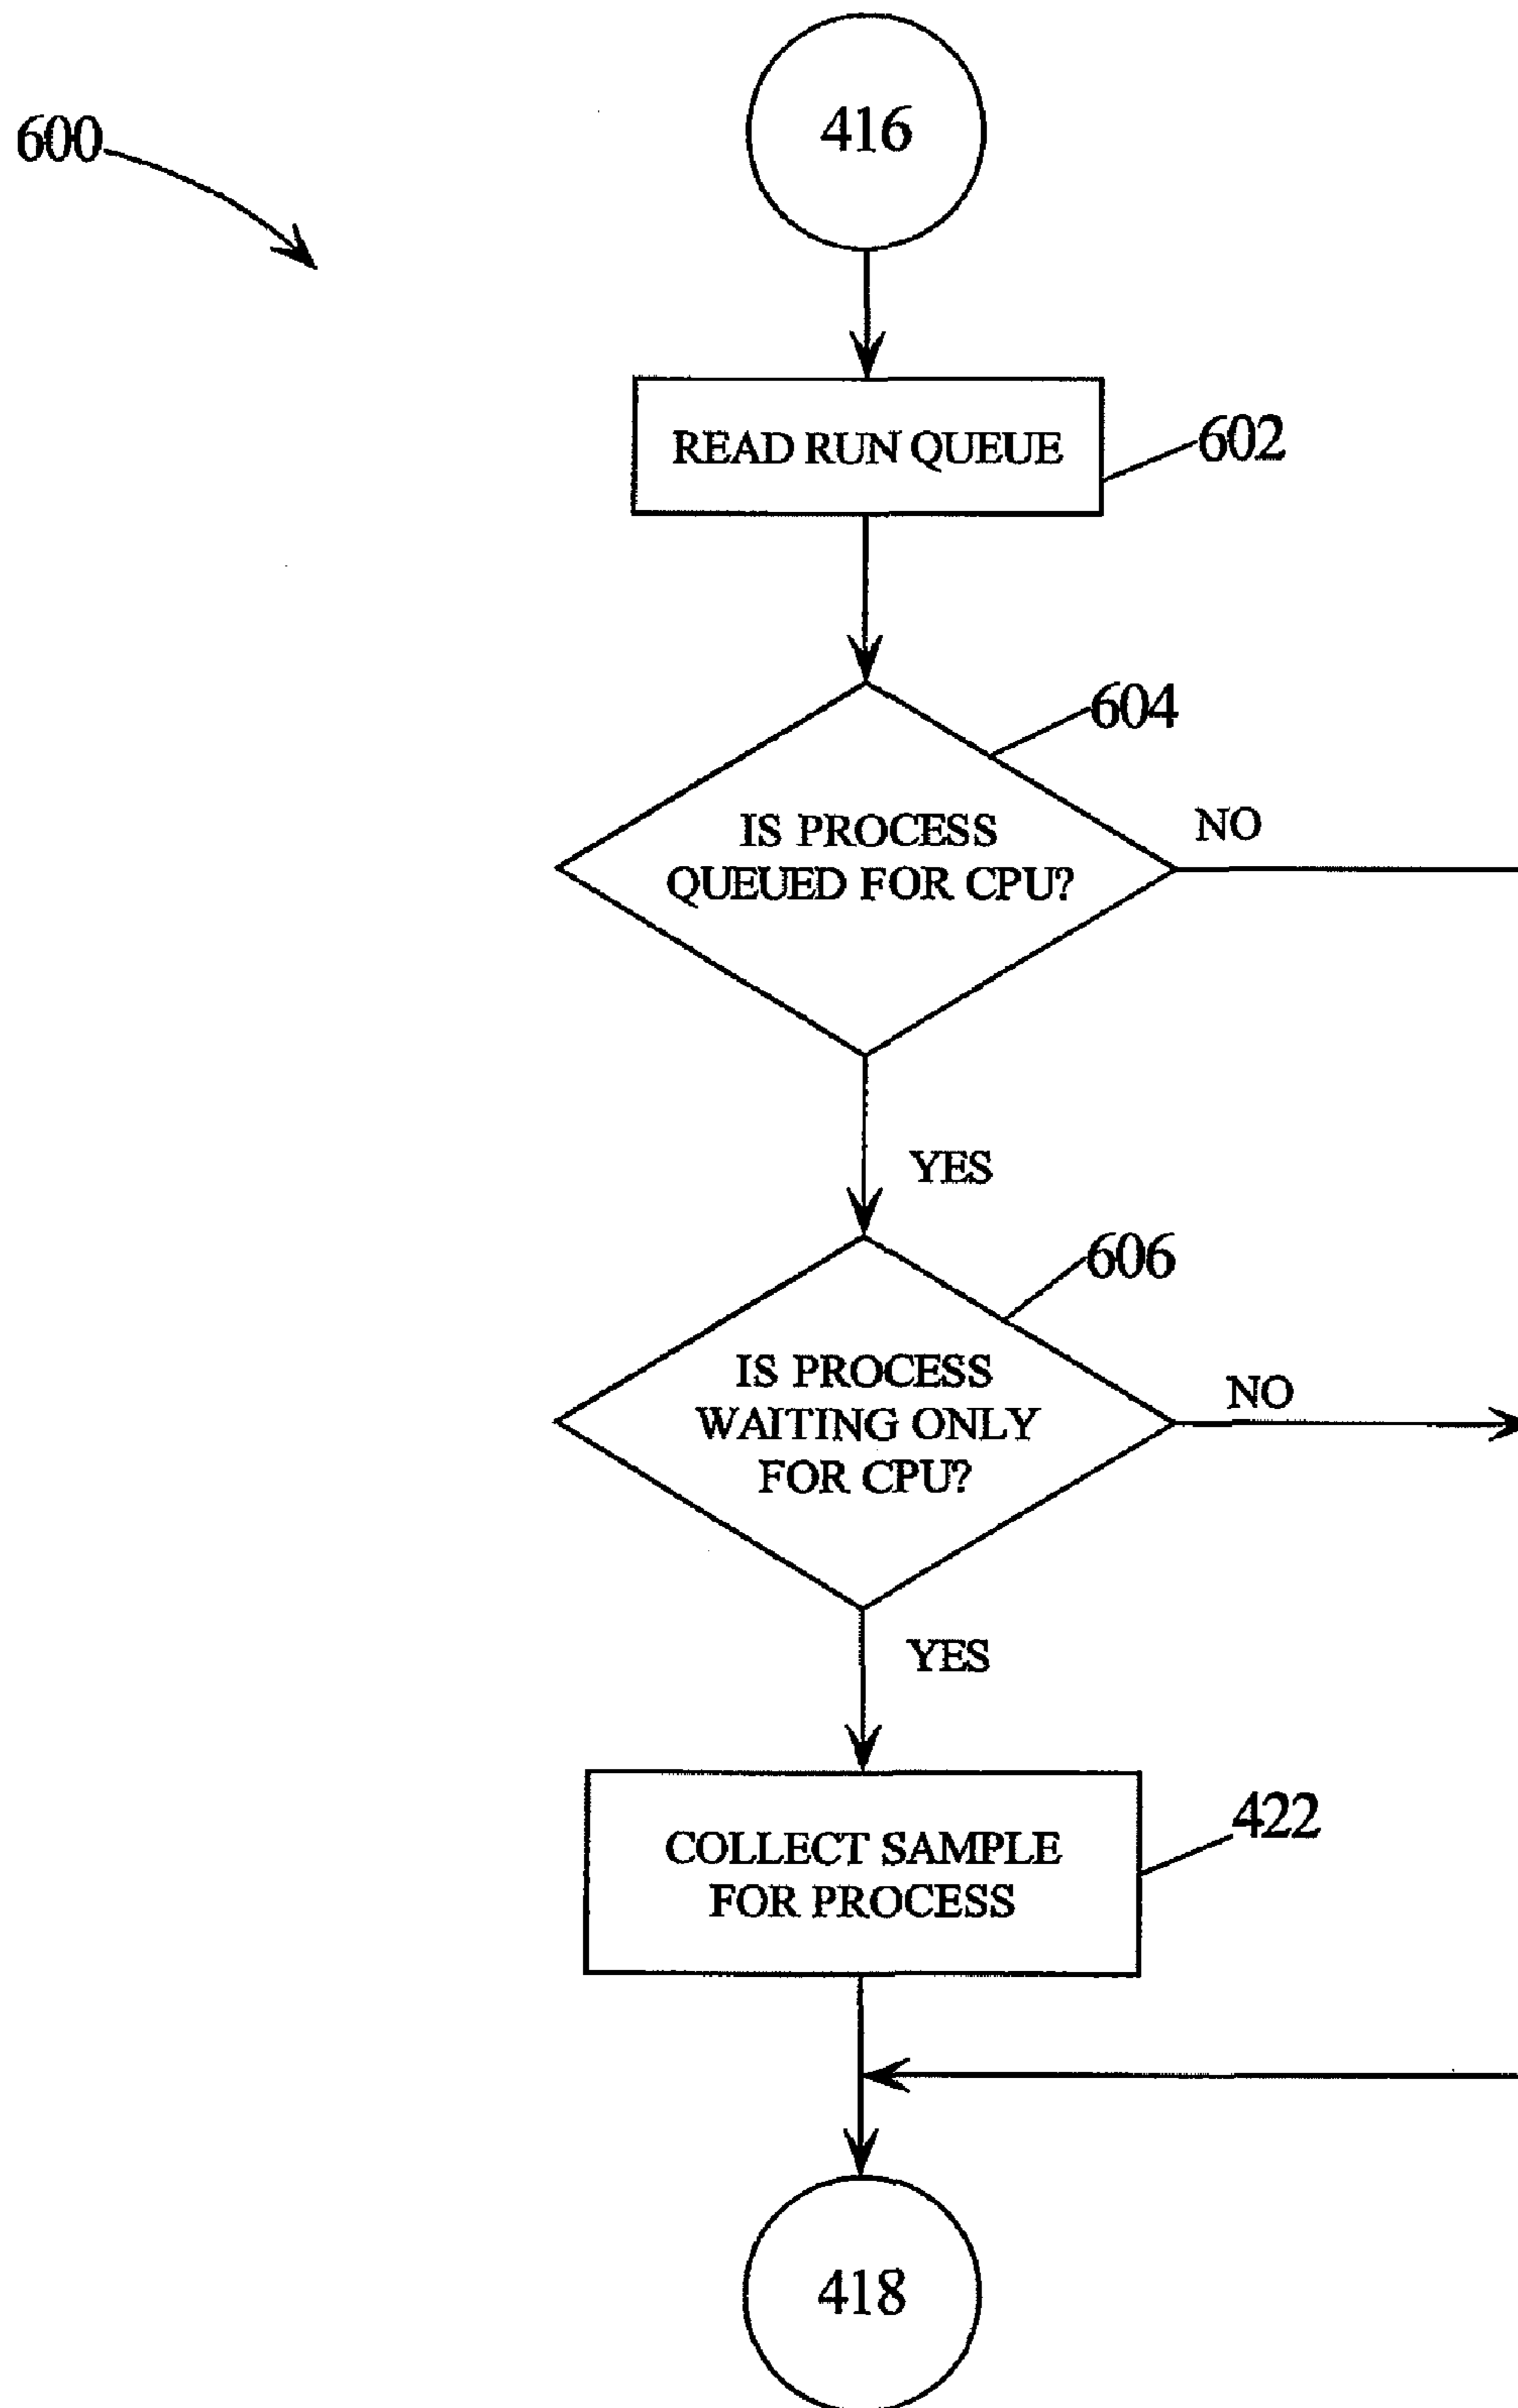 600
416
READ RUN QUEUE
602
604
IS PROCESS
QUEUED FOR CPU?
NO
YES
606
IS PROCESS
WAITING ONLY
FOR CPU?
NO
YES
COLLECT SAMPLE
FOR PROCESS
422
418